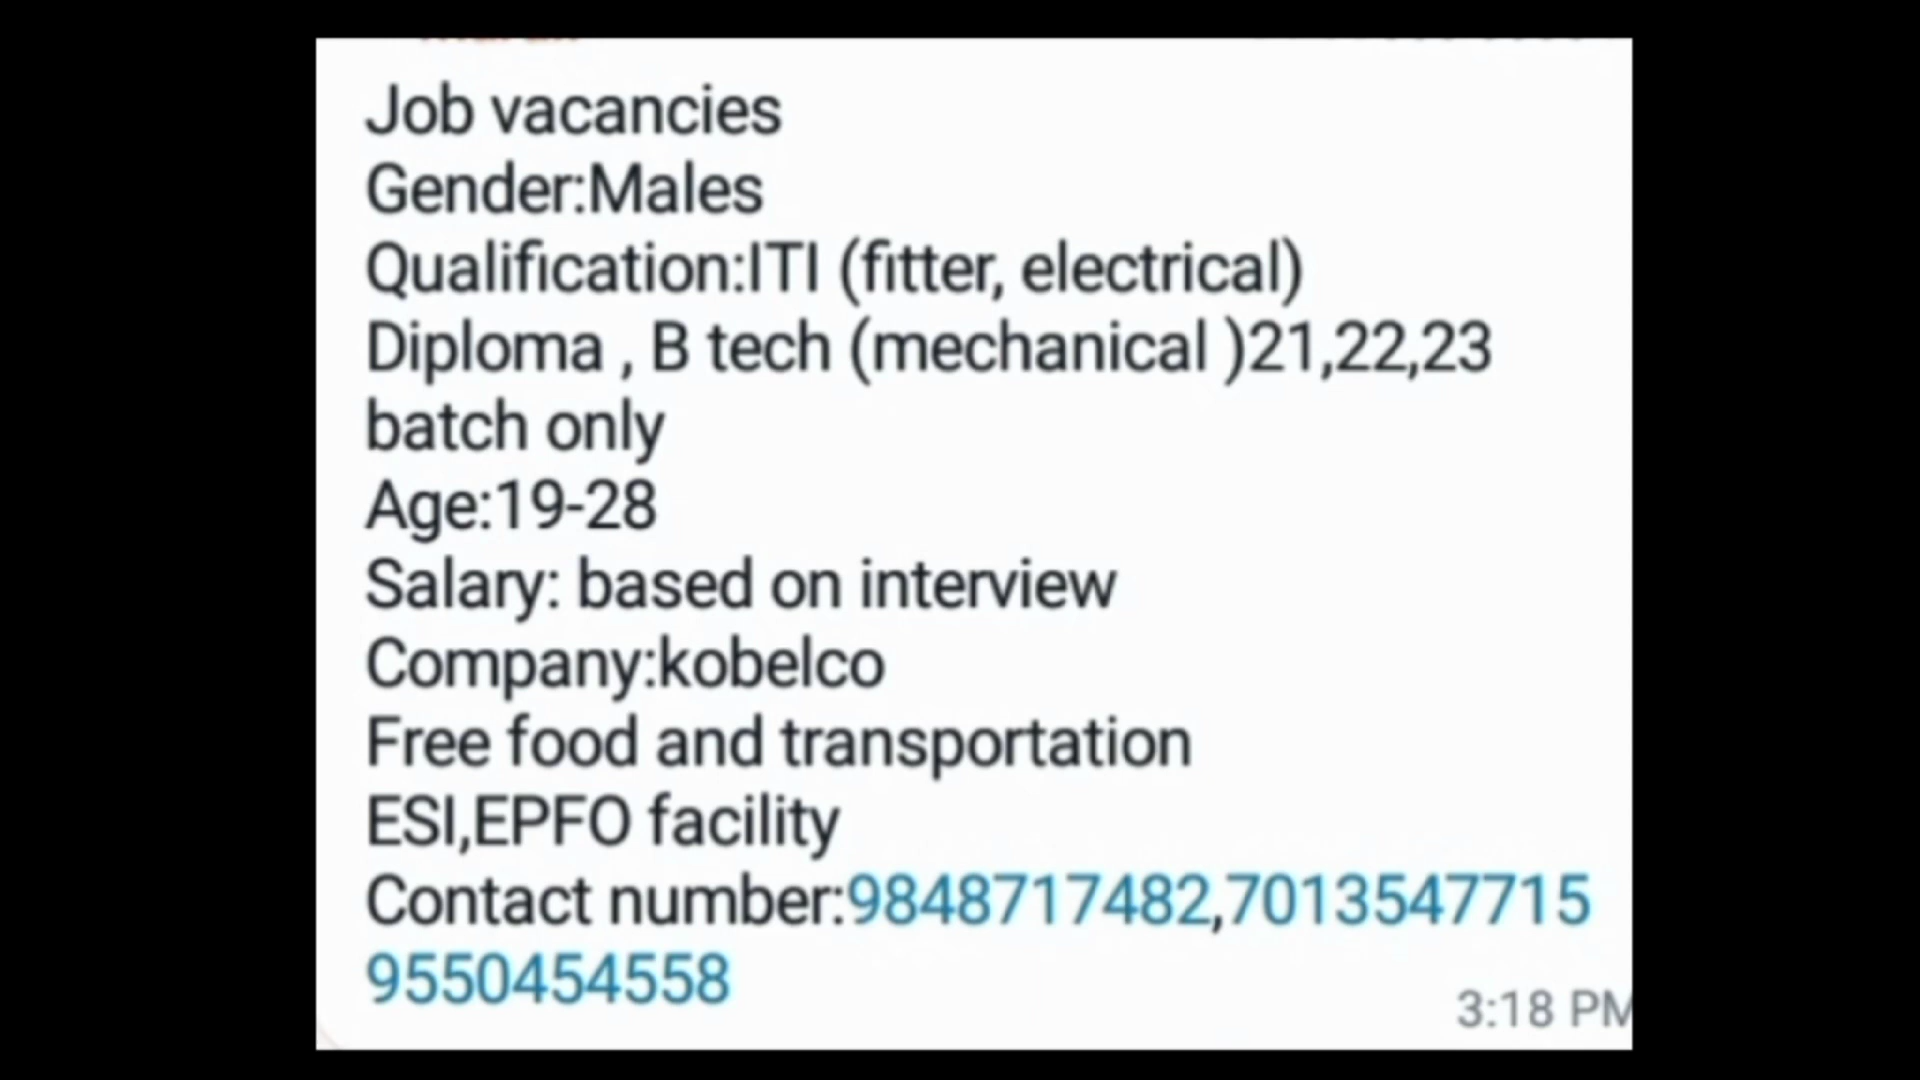 Job vacancies
Gender:Males
Qualification:ITI (fitter, electrical)
Diploma , B tech (mechanical )21,22,23
batch only
Age:19-28
Salary: based on interview
Company:kobelco
Free food and transportation
ESI,EPFO facility
Contact number:9848717482,7013547715
9550454558
3:18 PM